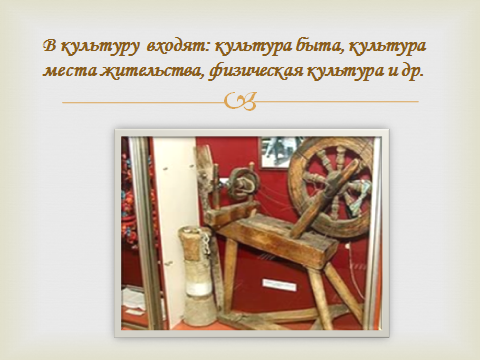 В культуру входят: культура быта, культура
места жительства, физическая культура и др.